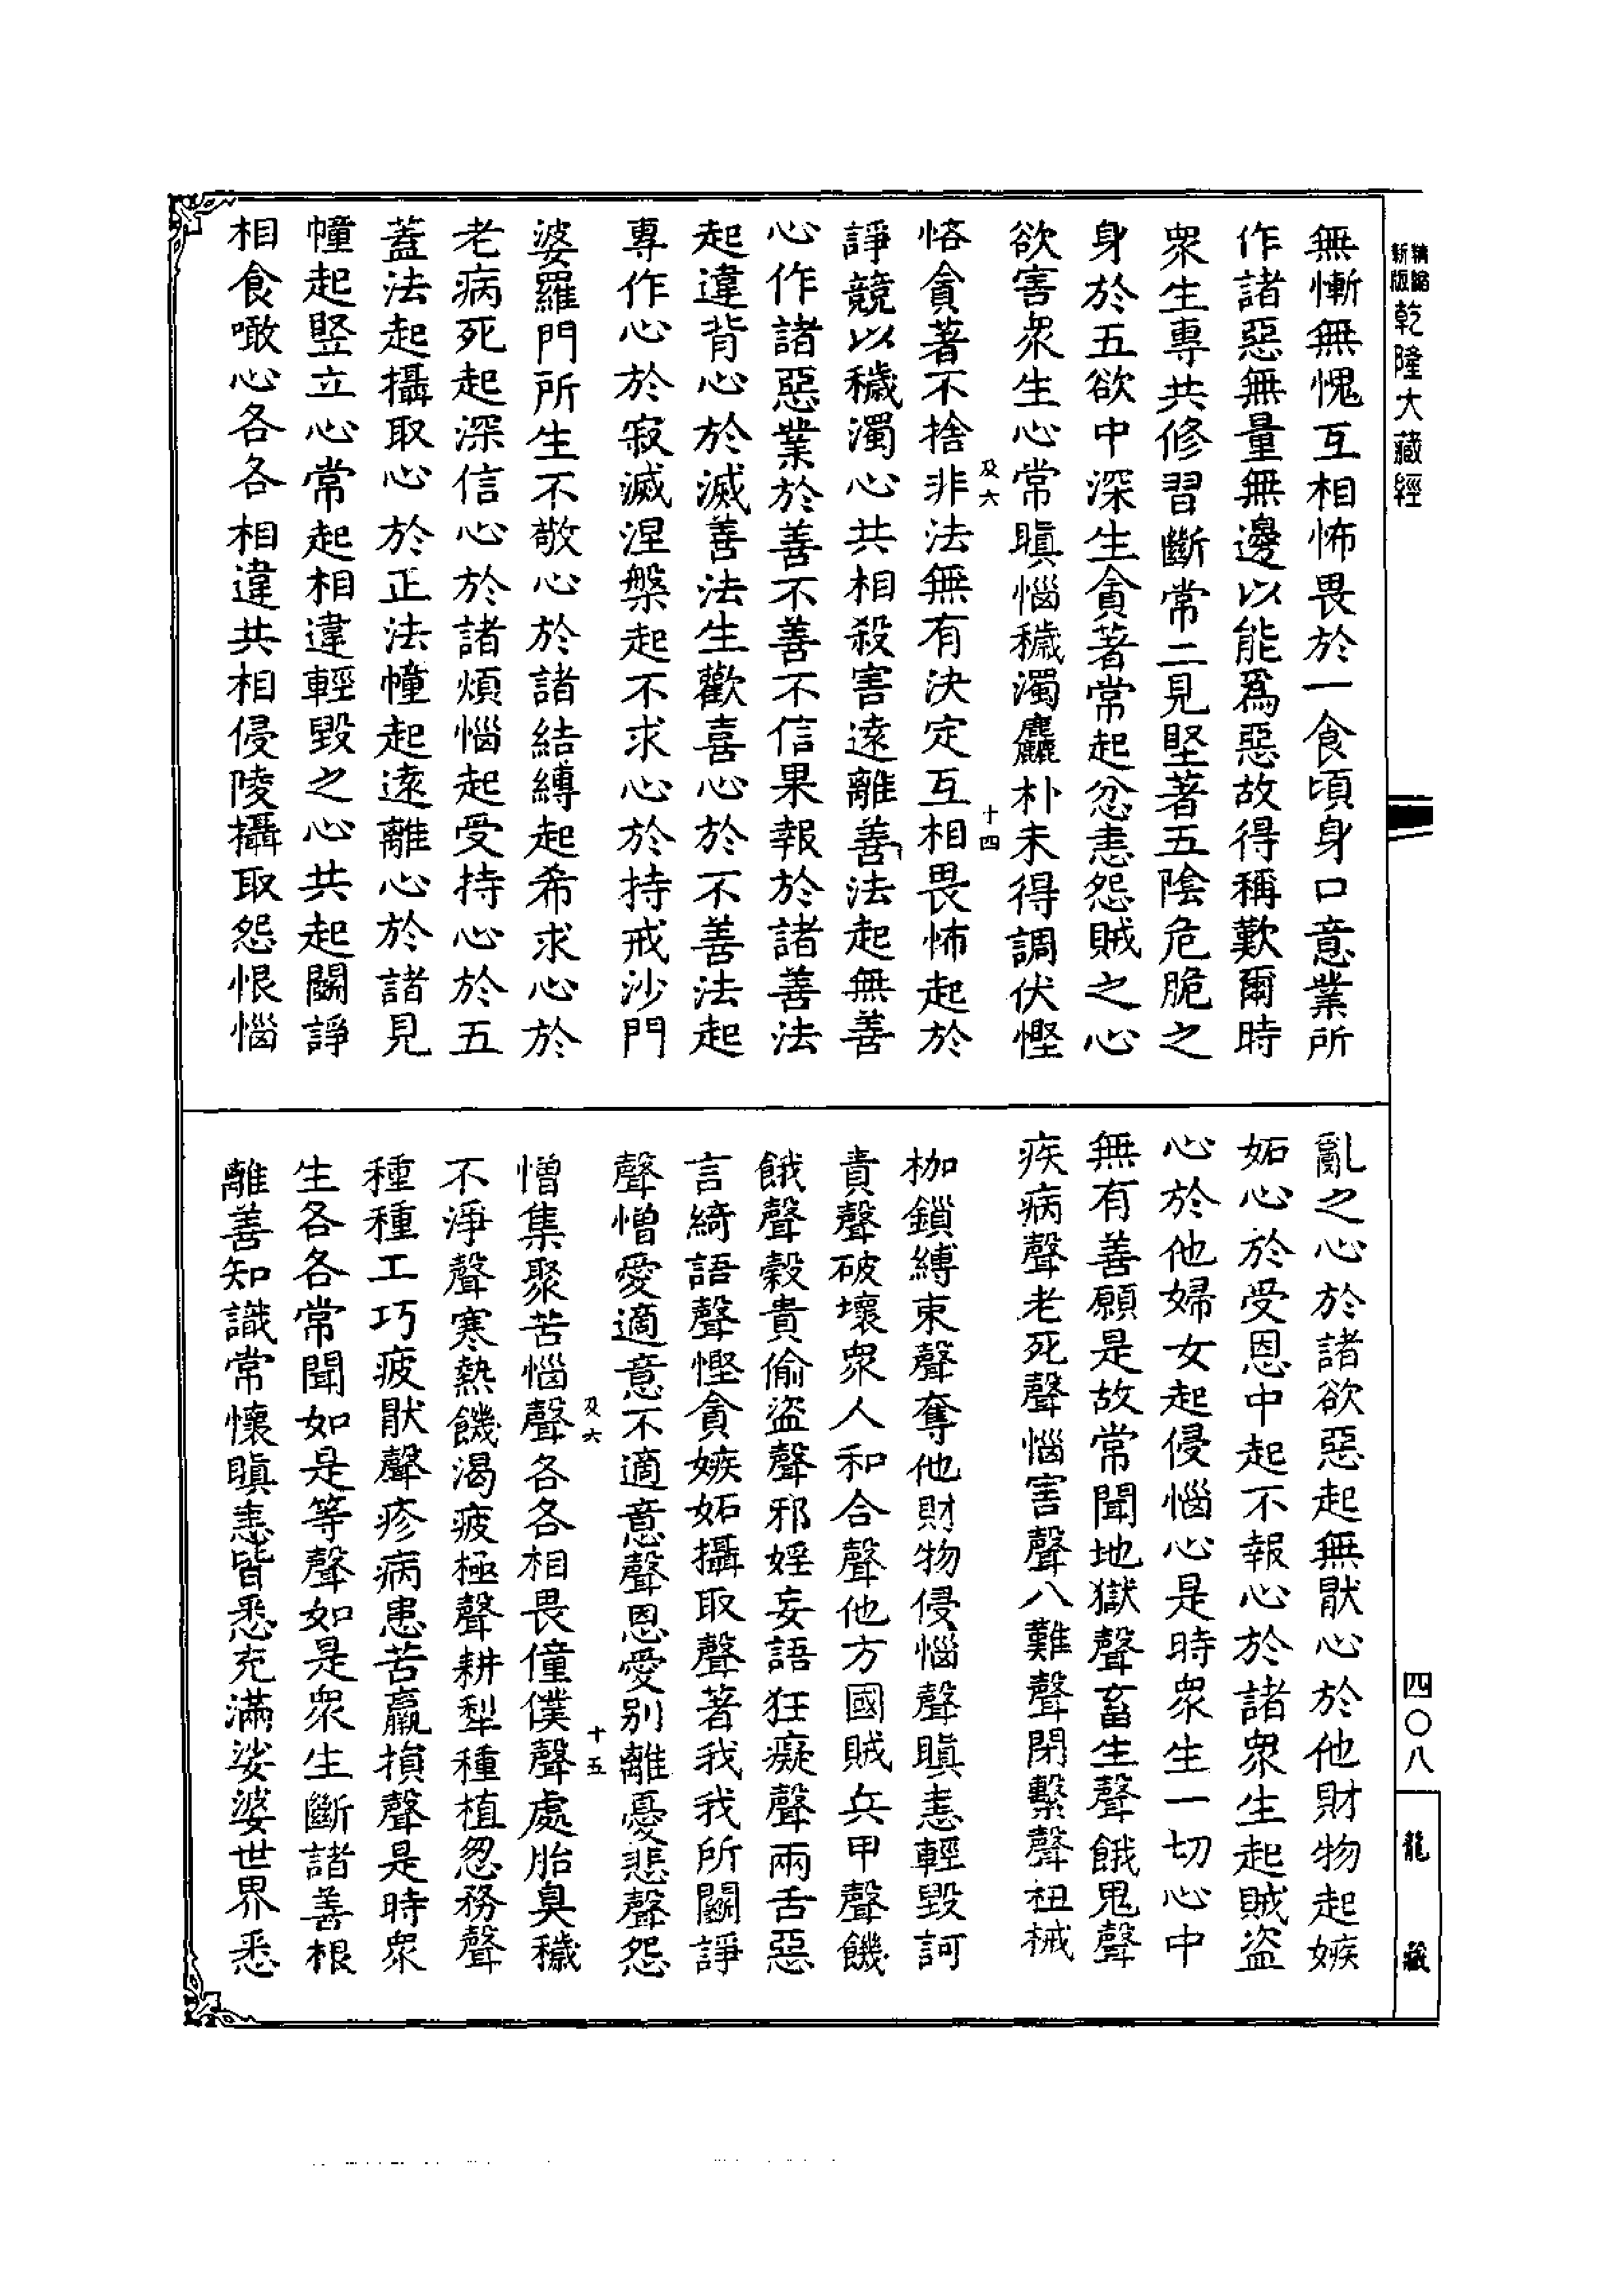 精縮
新版
乾隆大藏經
無慚無愧互相怖畏於一食頃身口意業所
作諸惡無量無邊以能爲惡故得稱歎爾時
衆生專共修習斷常二見堅著五陰危脆之
身於五欲中深生貪著常起忿恚怨賊之心
欲害衆生心常瞋惱穢濁麤朴未得調伏慳
及六
十四
悋貪著不捨非法無有決定互相畏怖起於
諍競以穢濁心共相殺害遠離善法起無善
心作諸惡業於善不善不信果報於諸善法
起違背心於滅善法生歡喜心於不善法起
專作心於寂滅涅槃起不求心於持戒沙門
婆羅門所生不敬心於諸結縛起希求心於
老病死起深信心於諸煩惱起受持心於五
蓋法起攝取心於正法幢起遠離心於諸見
幢起竪立心常起相違輕毀之心共起鬭諍
相食噉心各各相違共相侵陵攝取怨恨惱
亂之心於諸欲惡起無猒心於他財物起嫉
妬心於受恩中起不報心於諸衆生起賊盜
心於他婦女起侵惱心是時衆生一切心中
無有善願是故常聞地獄聲畜生聲餓鬼聲
疾病聲老死聲惱害聲八難聲閉繫聲杻械
枷鎖縛束聲奪他財物侵惱聲瞋恚輕毀訶
責聲破壞衆人和合聲他方國賊兵甲聲饑
餓聲穀貴偷盜聲邪婬妄語狂癡聲兩舌惡
言綺語聲慳貪嫉妬攝取聲著我我所鬭諍
聲憎愛適意不適意聲恩愛别離憂悲聲怨
及六
十五
憎集聚苦惱聲各各相畏僮僕聲處胎臭穢
不淨聲寒熱饑渴疲極聲耕犁種植怱務聲
種種工巧疲猒聲疹病患苦羸損聲是時衆
生各各常聞如是等聲如是衆生斷諸善根
離善知識常懷瞋恚皆悉充滿娑婆世界悉
四〇八
龍藏